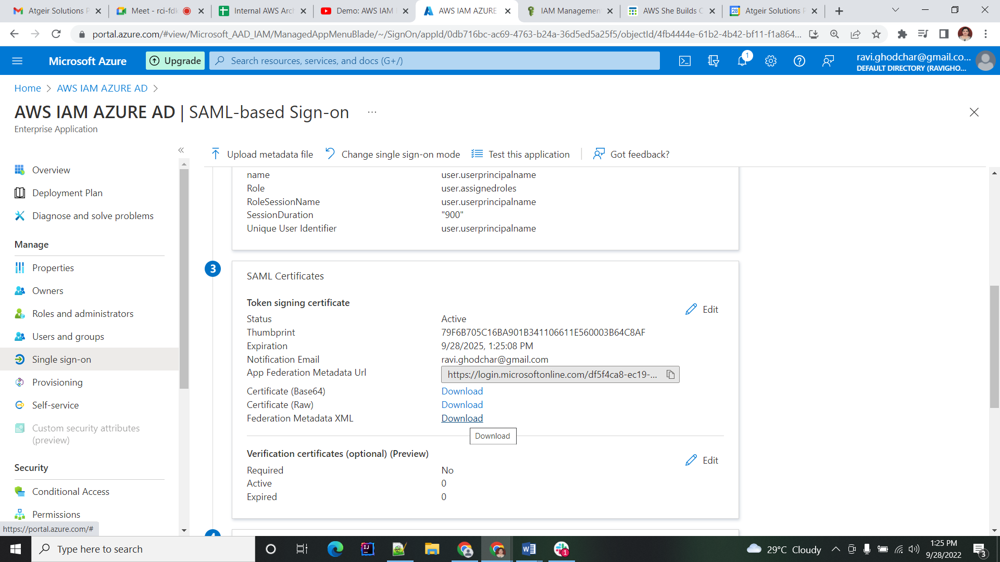 Atgeir Solutions P
Meet - rci-fdk
Internal AWS Arch
Demo: AWS IAM
AWS IAM AZURE
IAM Management
AWS She Builds C
Atgeir Solutions P
portal.azure.com/#view/Microsoft_AAD_IAM/ManagedAppMenuBlade/~/SignOn/appId/0db716bc-ac69-4763-b24a-36d5ed5a25f5/objectId/4fb4444e-61b2-4b42-bf11-f1a864...
Microsoft Azure
Upgrade
Search resources, services, and docs (G+/)
1
ravi.ghodchar@gmail.co...
DEFAULT DIRECTORY (RAVIGHO...
Home > AWS IAM AZURE AD >
AWS IAM AZURE AD | SAML-based Sign-on ...
Enterprise Application
Upload metadata file
Change single sign-on mode
Test this application
Got feedback?
Overview
Deployment Plan
Diagnose and solve problems
Manage
Properties
Owners
Roles and administrators
Users and groups
Single sign-on
Provisioning
Self-service
Custom security attributes
(preview)
Security
Conditional Access
Permissions
https://portal.azure.com/#
name user.userprincipalname
Role user.assignedroles
RoleSessionName user.userprincipalname
SessionDuration "900"
Unique User Identifier user.userprincipalname
3
SAML Certificates
Token signing certificate
Edit
Status Active
Thumbprint 79F6B705C16BA901B341106611E560003B64C8AF
Expiration 9/28/2025, 1:25:08 PM
Notification Email ravi.ghodchar@gmail.com
App Federation Metadata Url https://login.microsoftonline.com/df5f4ca8-ec19-...
Certificate (Base64) Download
Certificate (Raw) Download
Federation Metadata XML Download
Download
Verification certificates (optional) (Preview)
Edit
Required No
Active 0
Expired 0
4
Type here to search
1
29°C Cloudy
1:25 PM
9/28/2022
3